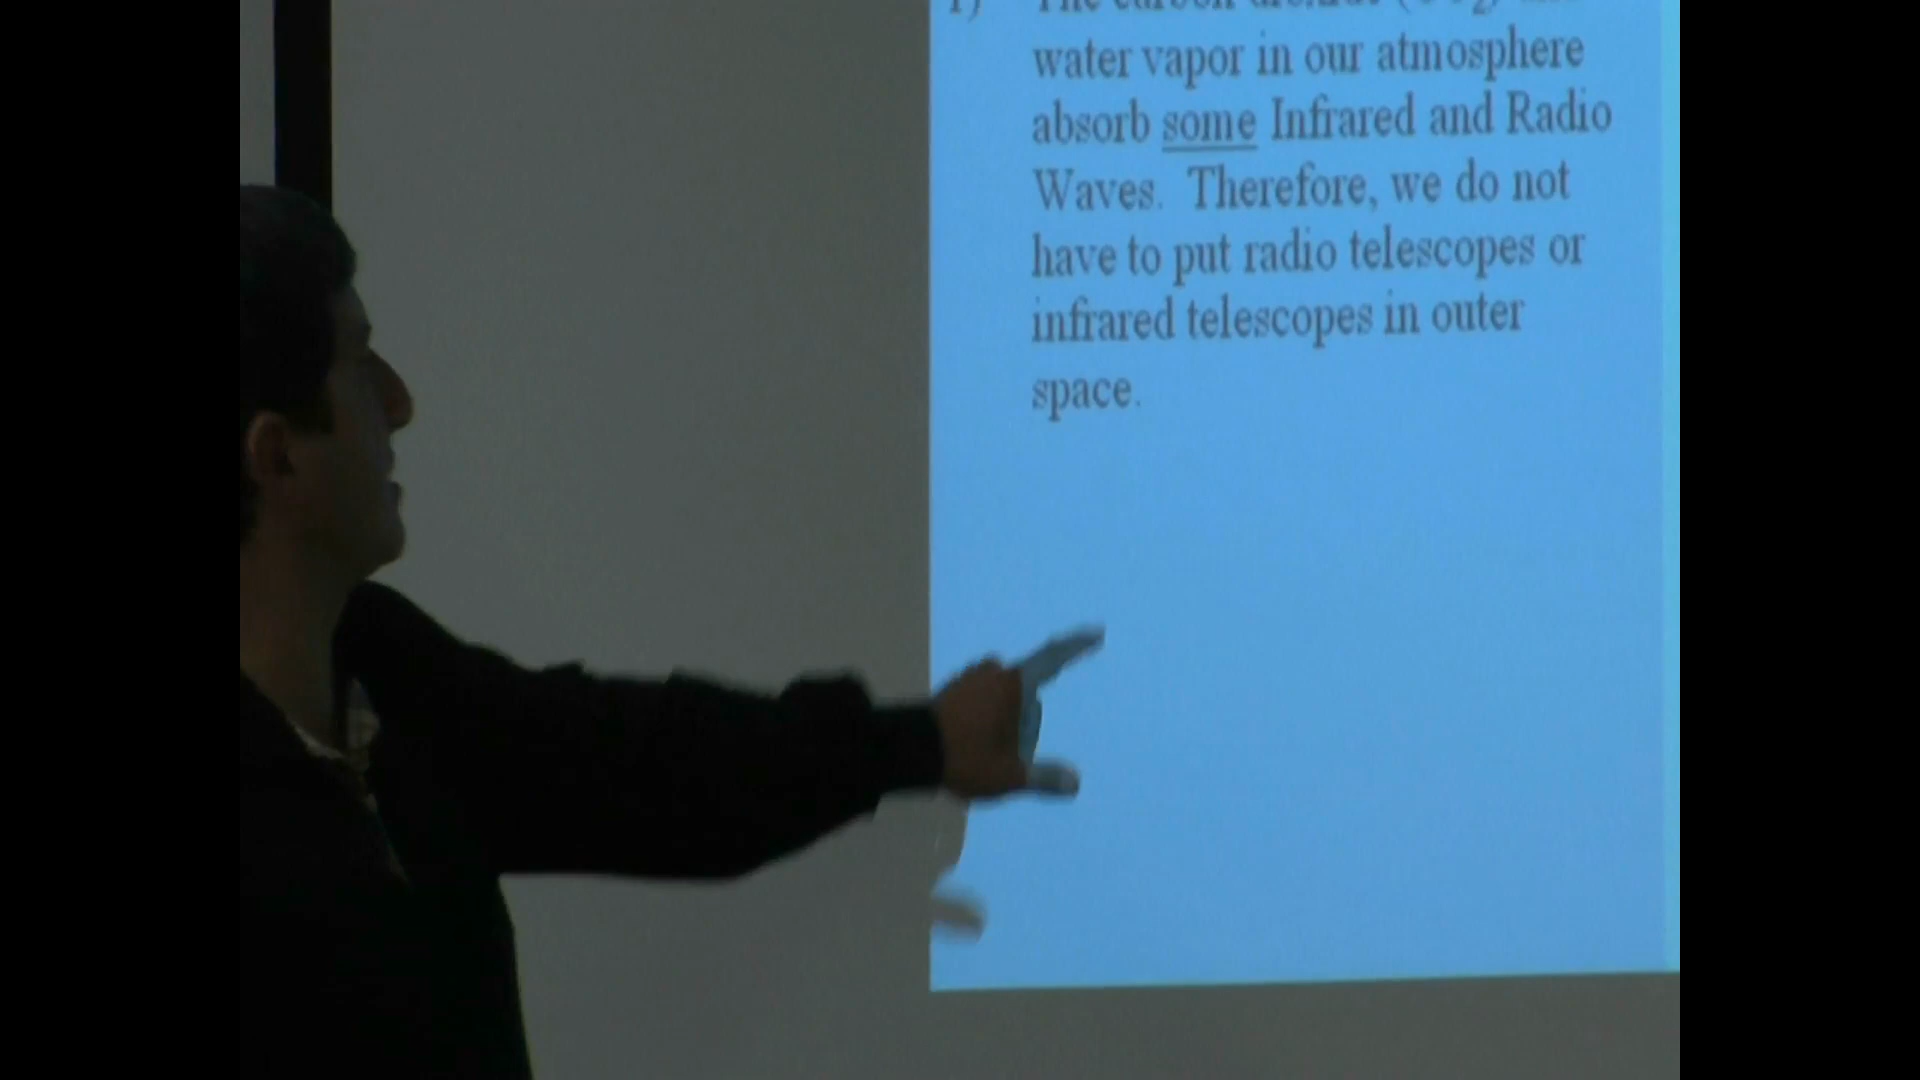 water vapor in our atmosphere
absorb some Infrared and Radio
Waves. Therefore, we do not
have to put radio telescopes or
infrared telescopes in outer
space.